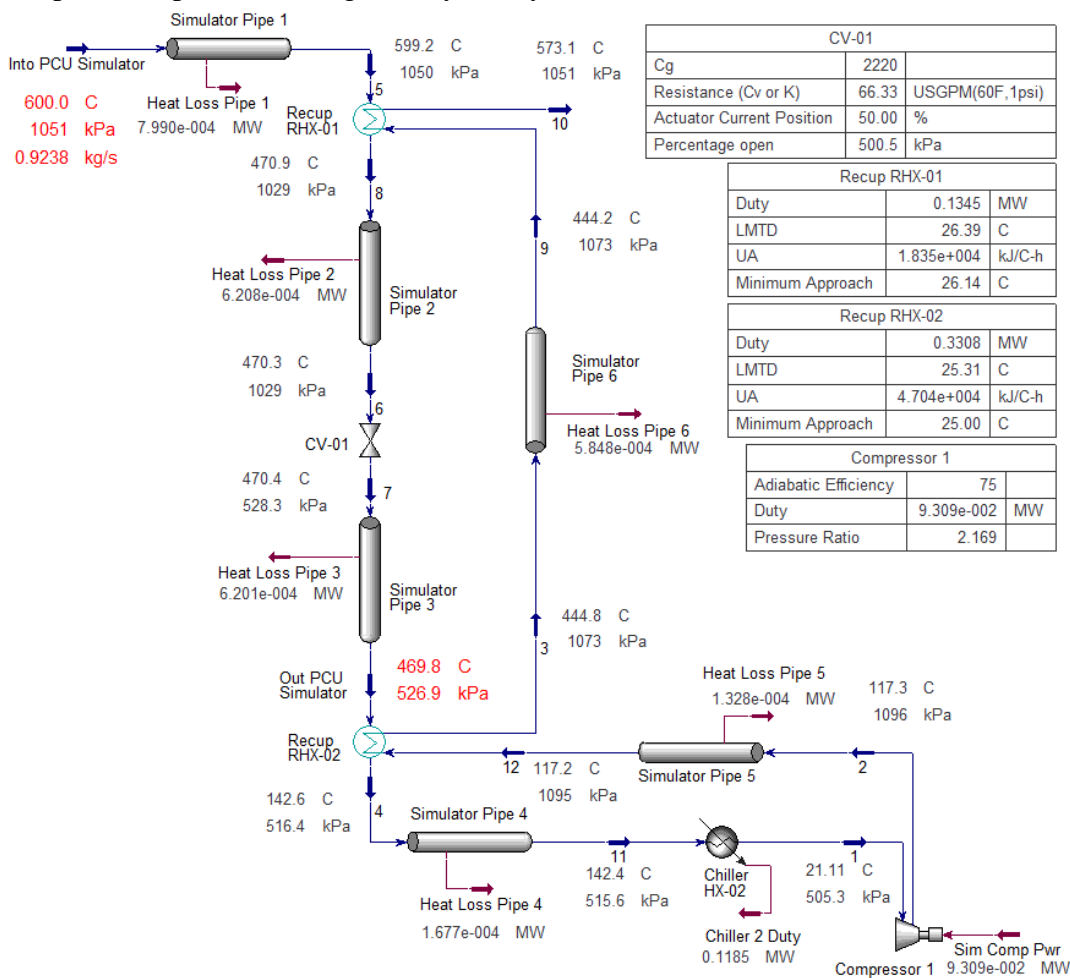 Simulator Pipe 1
Into PCU Simulator
600.0 C
1051 kPa
0.9238 kg/s
Heat Loss Pipe 1
7.990e-004 MW
599.2 C
1050 kPa
5
573.1 C
1051 kPa
10
Recup
RHX-01
470.9 C
1029 kPa
8
444.2 C
1073 kPa
9
Heat Loss Pipe 2
6.208e-004 MW
Simulator
Pipe 2
470.3 C
1029 kPa
6
CV-01
Simulator
Pipe 6
Heat Loss Pipe 6
5.848e-004 MW
470.4 C
528.3 kPa
7
Heat Loss Pipe 3
6.201e-004 MW
Simulator
Pipe 3
444.8 C
1073 kPa
3
Out PCU
Simulator
469.8 C
526.9 kPa
Recup
RHX-02
Heat Loss Pipe 5
1.328e-004 MW
117.3 C
1096 kPa
2
Simulator Pipe 5
12
117.2 C
1095 kPa
142.6 C
516.4 kPa
4
Simulator Pipe 4
Heat Loss Pipe 4
1.677e-004 MW
11
142.4 C
515.6 kPa
Chiller
HX-02
Chiller 2 Duty
0.1185 MW
1
21.11 C
505.3 kPa
Sim Comp Pwr
Compressor 1 9.309e-002 MW
CV-01
Cg 2220
Resistance (Cv or K) 66.33 USGPM(60F,1psi)
Actuator Current Position 50.00 %
Percentage open 500.5 kPa
Recup RHX-01
Duty 0.1345 MW
LMTD 26.39 C
UA 1.835e+004 kJ/C-h
Minimum Approach 26.14 C
Recup RHX-02
Duty 0.3308 MW
LMTD 25.31 C
UA 4.704e+004 kJ/C-h
Minimum Approach 25.00 C
Compressor 1
Adiabatic Efficiency 75
Duty 9.309e-002 MW
Pressure Ratio 2.169